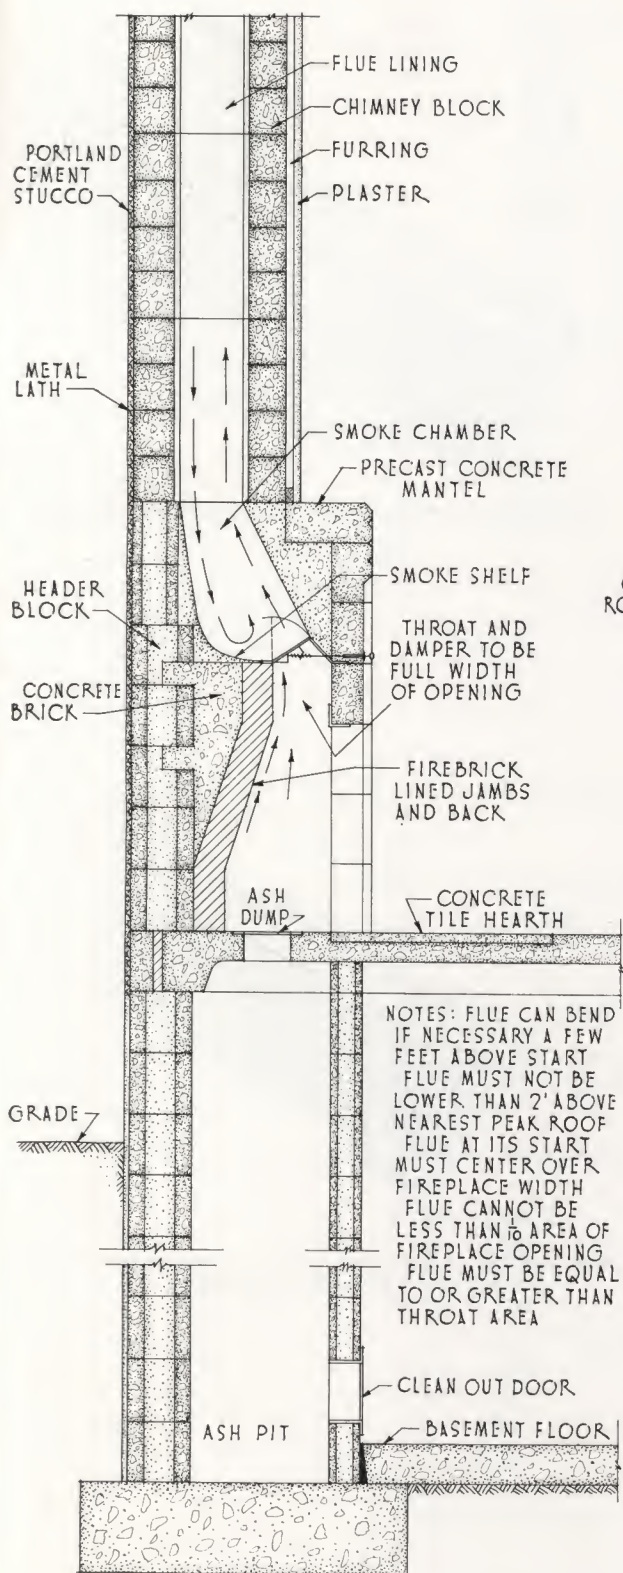 FLUE LINING
CHIMNEY BLOCK
FURRING
PLASTER
PORTLAND
CEMENT
STUCCO
METAL
LATH
SMOKE CHAMBER
PRECAST CONCRETE
MANTEL
SMOKE SHELF
HEADER
BLOCK
THROAT AND
DAMPER TO BE
FULL WIDTH
OF OPENING
CONCRETE
BRICK
FIREBRICK
LINED JAMBS
AND BACK
ASH
DUMP
CONCRETE
TILE HEARTH
NOTES: FLUE CAN BEND
IF NECESSARY A FEW
FEET ABOVE START
FLUE MUST NOT BE
LOWER THAN 2' ABOVE
NEAREST PEAK ROOF
FLUE AT ITS START
MUST CENTER OVER
FIREPLACE WIDTH
FLUE CANNOT BE
LESS THAN 1/10 AREA OF
FIREPLACE OPENING
FLUE MUST BE EQUAL
TO OR GREATER THAN
THROAT AREA
GRADE
CLEAN OUT DOOR
ASH PIT
BASEMENT FLOOR